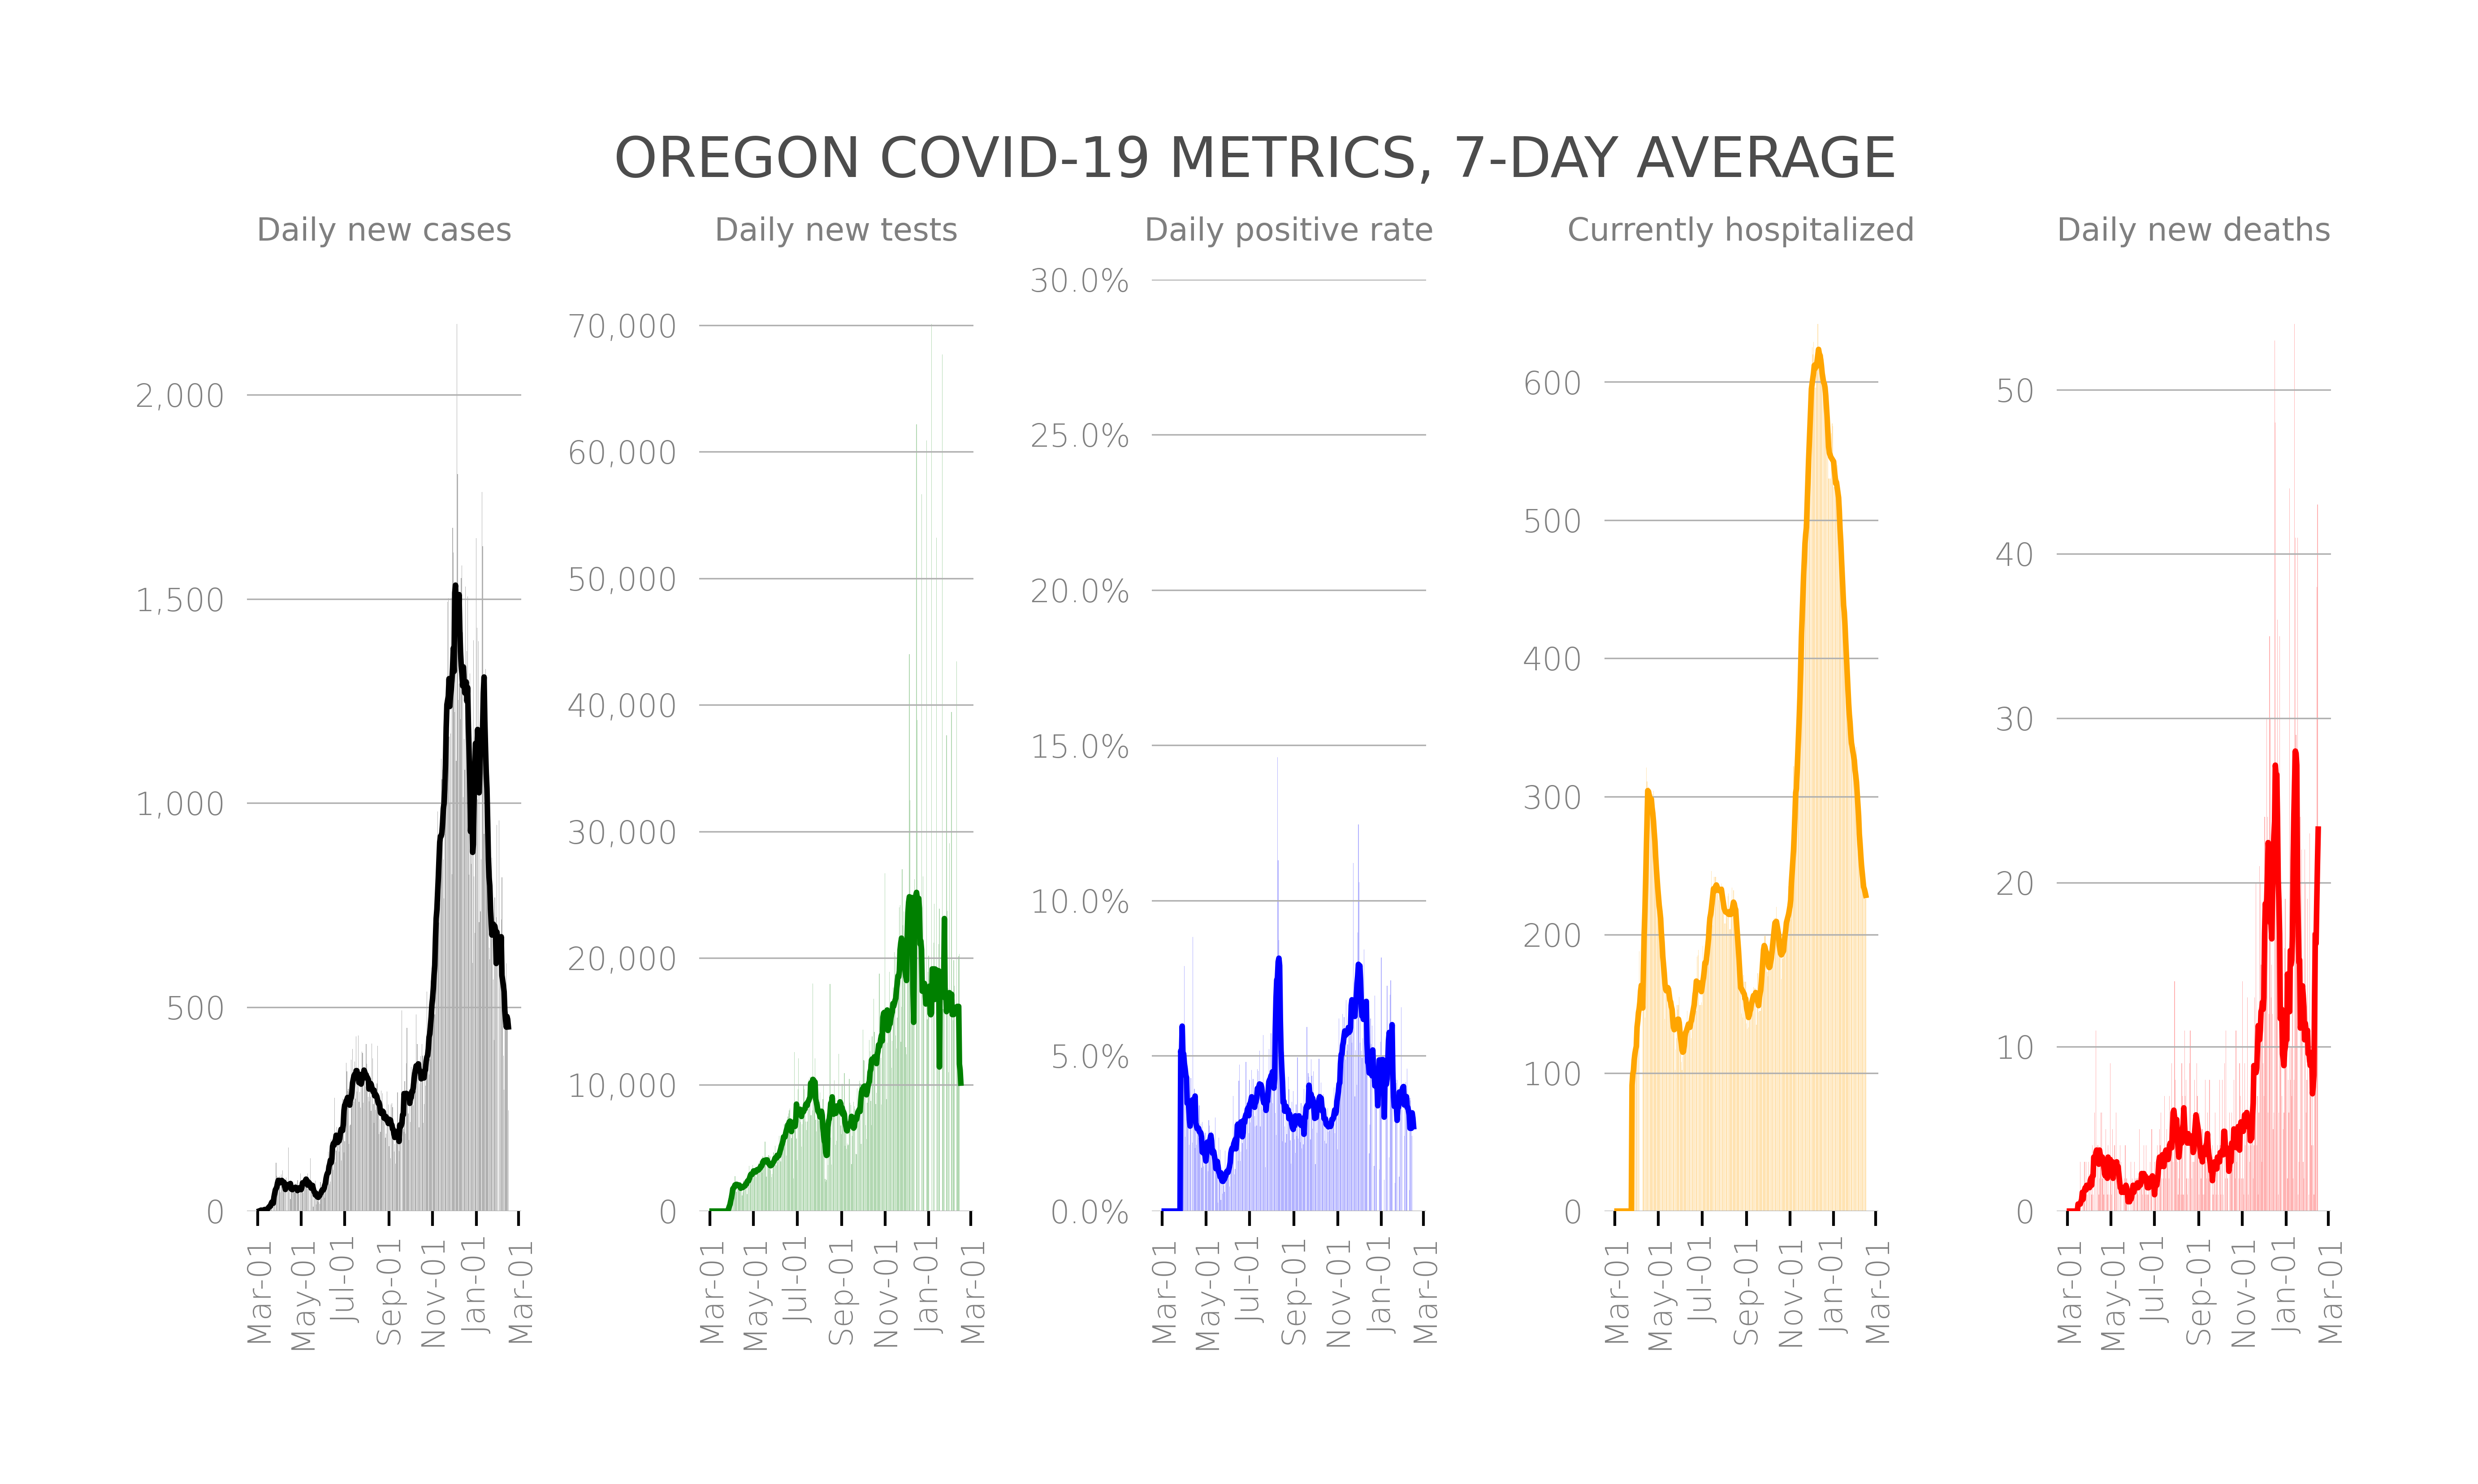 OREGON COVID-19 METRICS, 7-DAY AVERAGE
Daily new cases
2,000
1,500
1,000
500
0
Mar-01
May-01
Jul-01
Sep-01
Nov-01
Jan-01
Mar-01
Daily new tests
70,000
60,000
50,000
40,000
30,000
20,000
10,000
0
Mar-01
May-01
Jul-01
Sep-01
Nov-01
Jan-01
Mar-01
Daily positive rate
30.0%
25.0%
20.0%
15.0%
10.0%
5.0%
0.0%
Mar-01
May-01
Jul-01
Sep-01
Nov-01
Jan-01
Mar-01
Currently hospitalized
600
500
400
300
200
100
0
Mar-01
May-01
Jul-01
Sep-01
Nov-01
Jan-01
Mar-01
Daily new deaths
50
40
30
20
10
0
Mar-01
May-01
Jul-01
Sep-01
Nov-01
Jan-01
Mar-01